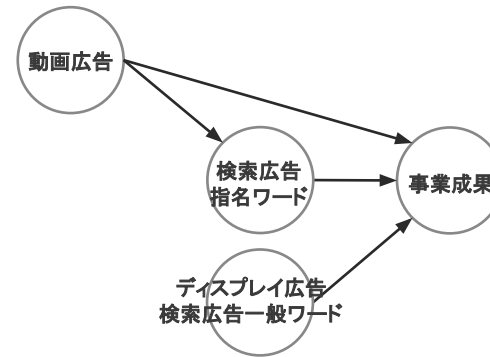 動画広告
検索広告
指名ワード
事業成果
ディスプレイ広告
検索広告一般ワード